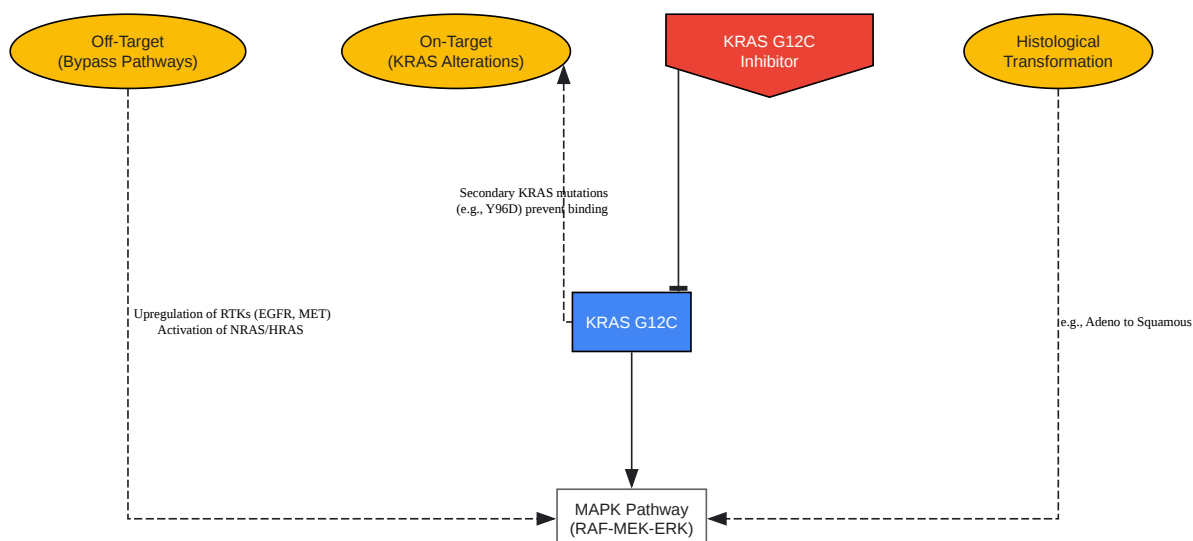 Off-Target
(Bypass Pathways)
On-Target
(KRAS Alterations)
KRAS G12C
Inhibitor
Histological
Transformation
Secondary KRAS mutations
(e.g., Y96D) prevent binding
Upregulation of RTKs (EGFR, MET)
Activation of NRAS/HRAS
KRAS G12C
e.g., Adeno to Squamous
MAPK Pathway
(RAF-MEK-ERK)